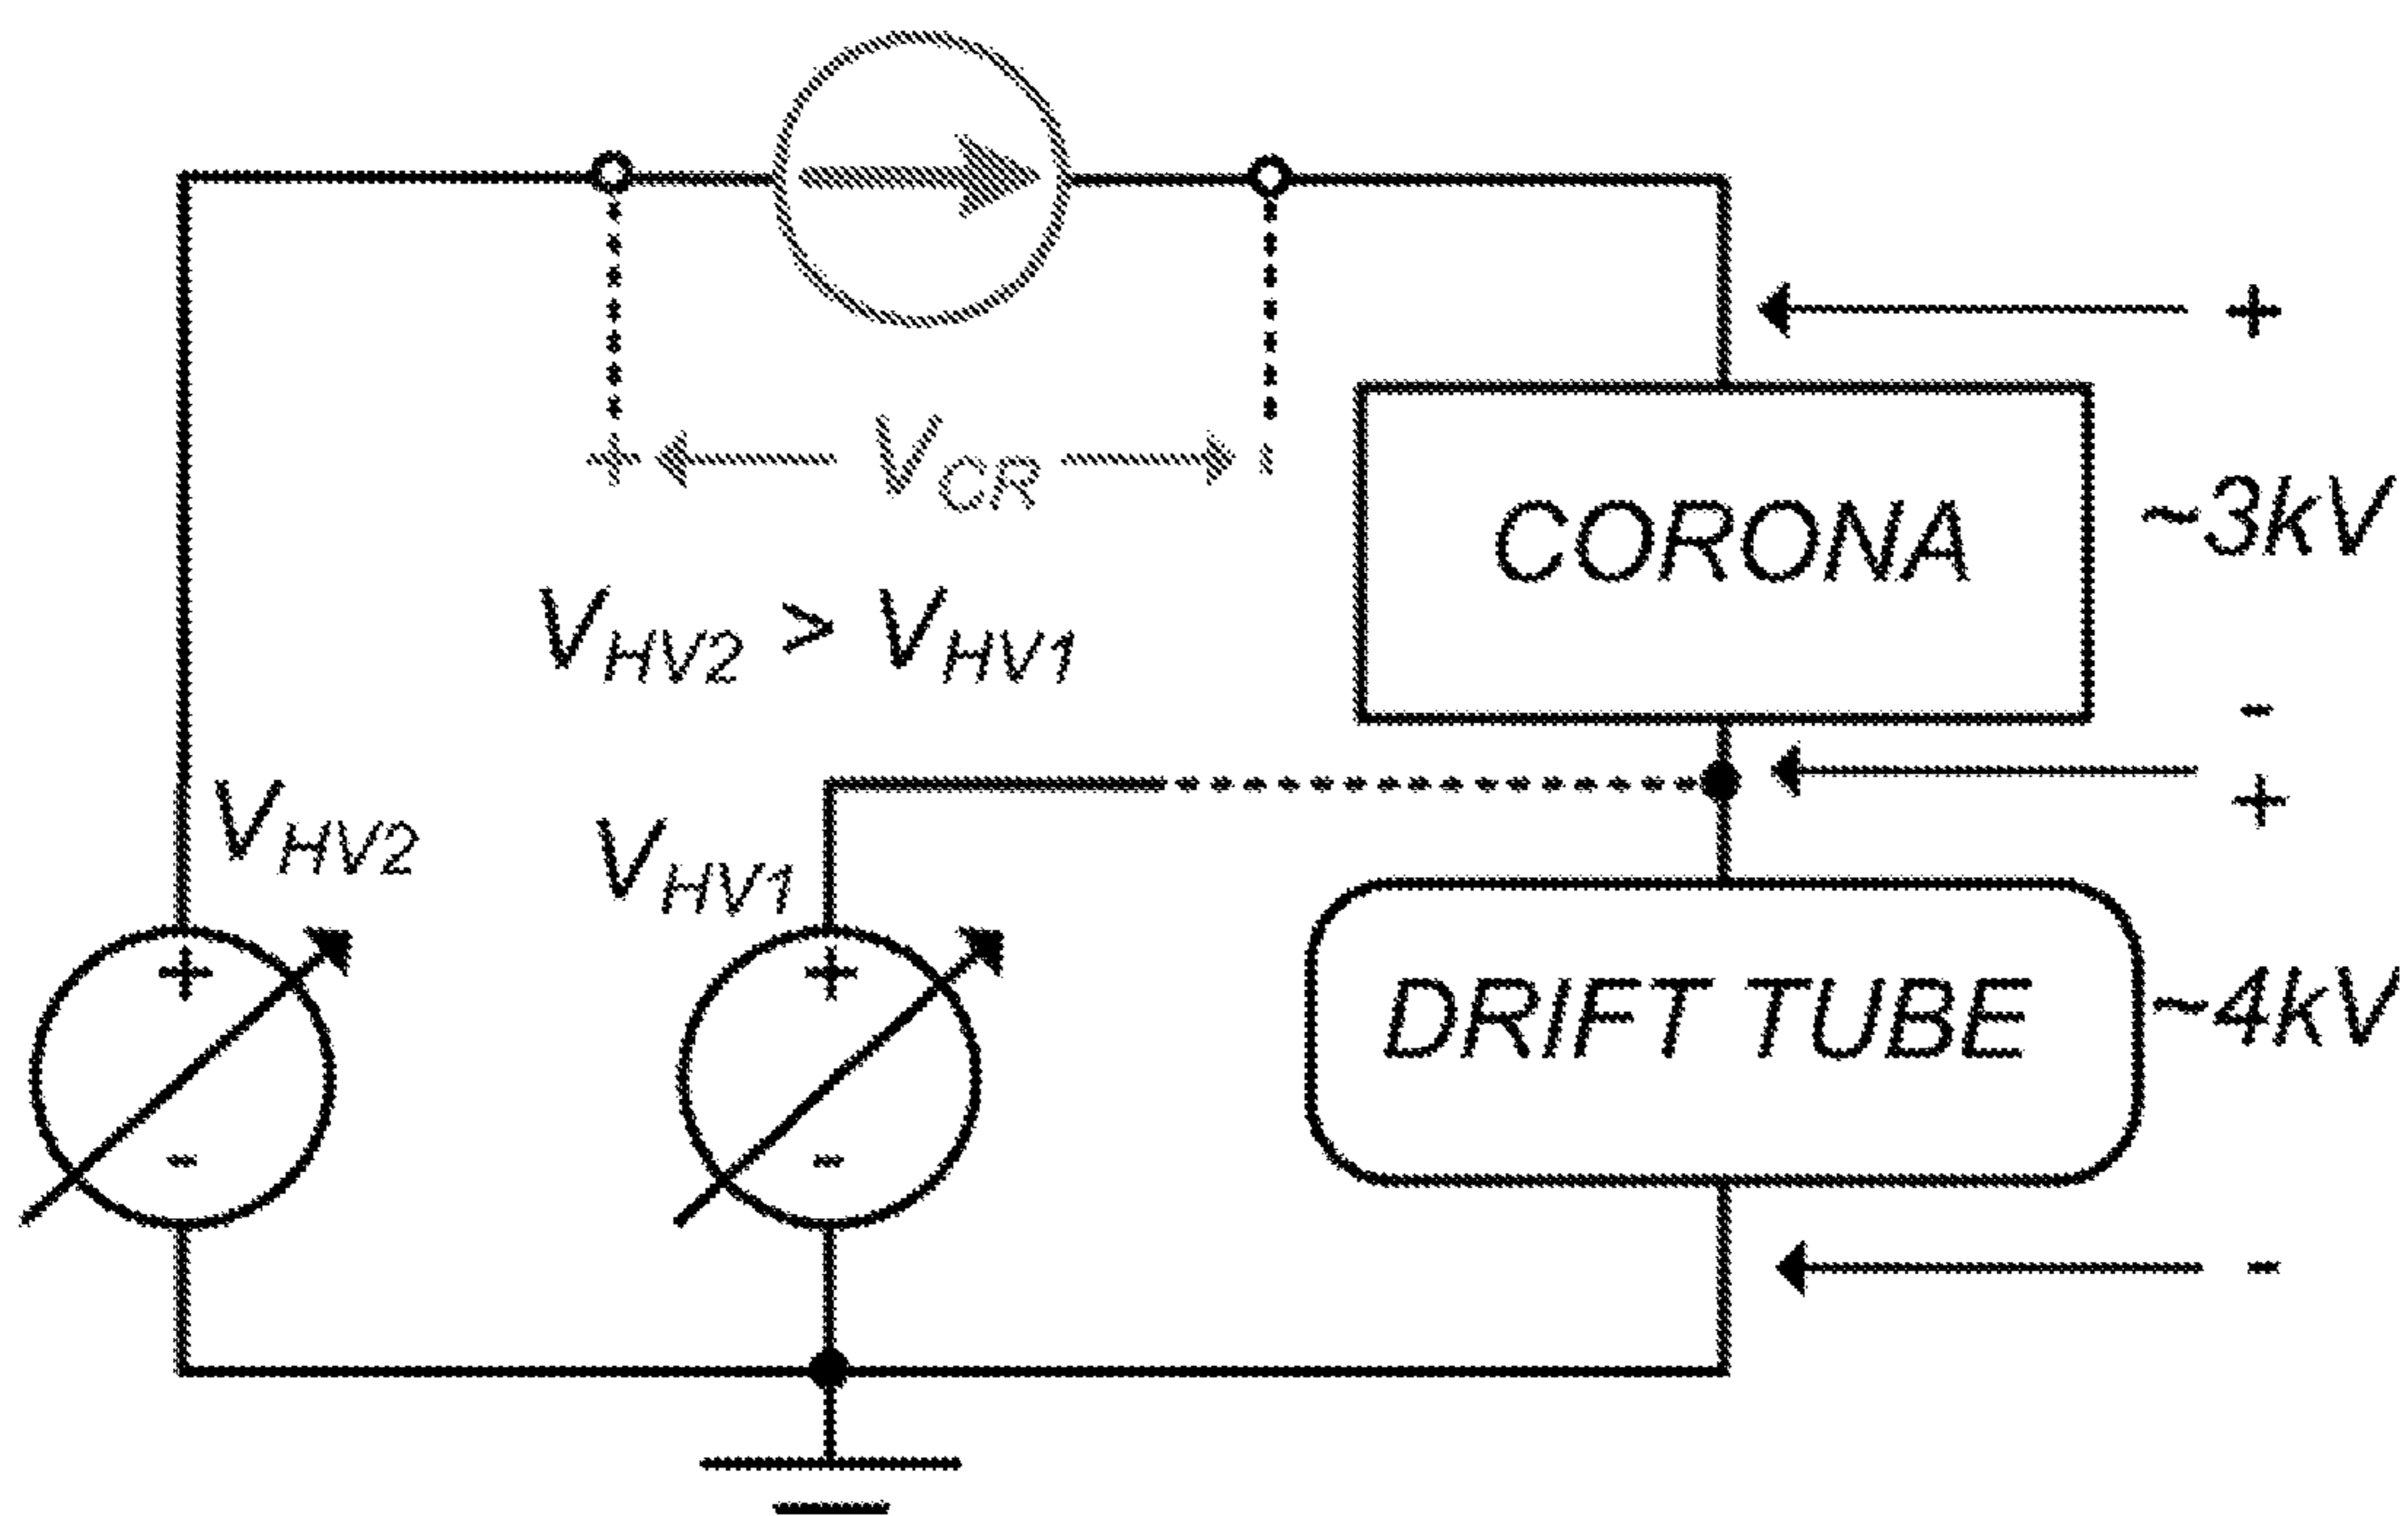 +
+ V_CR -
CORONA
~3kV
V_HV2 > V_HV1
-
+
V_HV2
V_HV1
+
+
DRIFT TUBE
~4kV
-
-
-